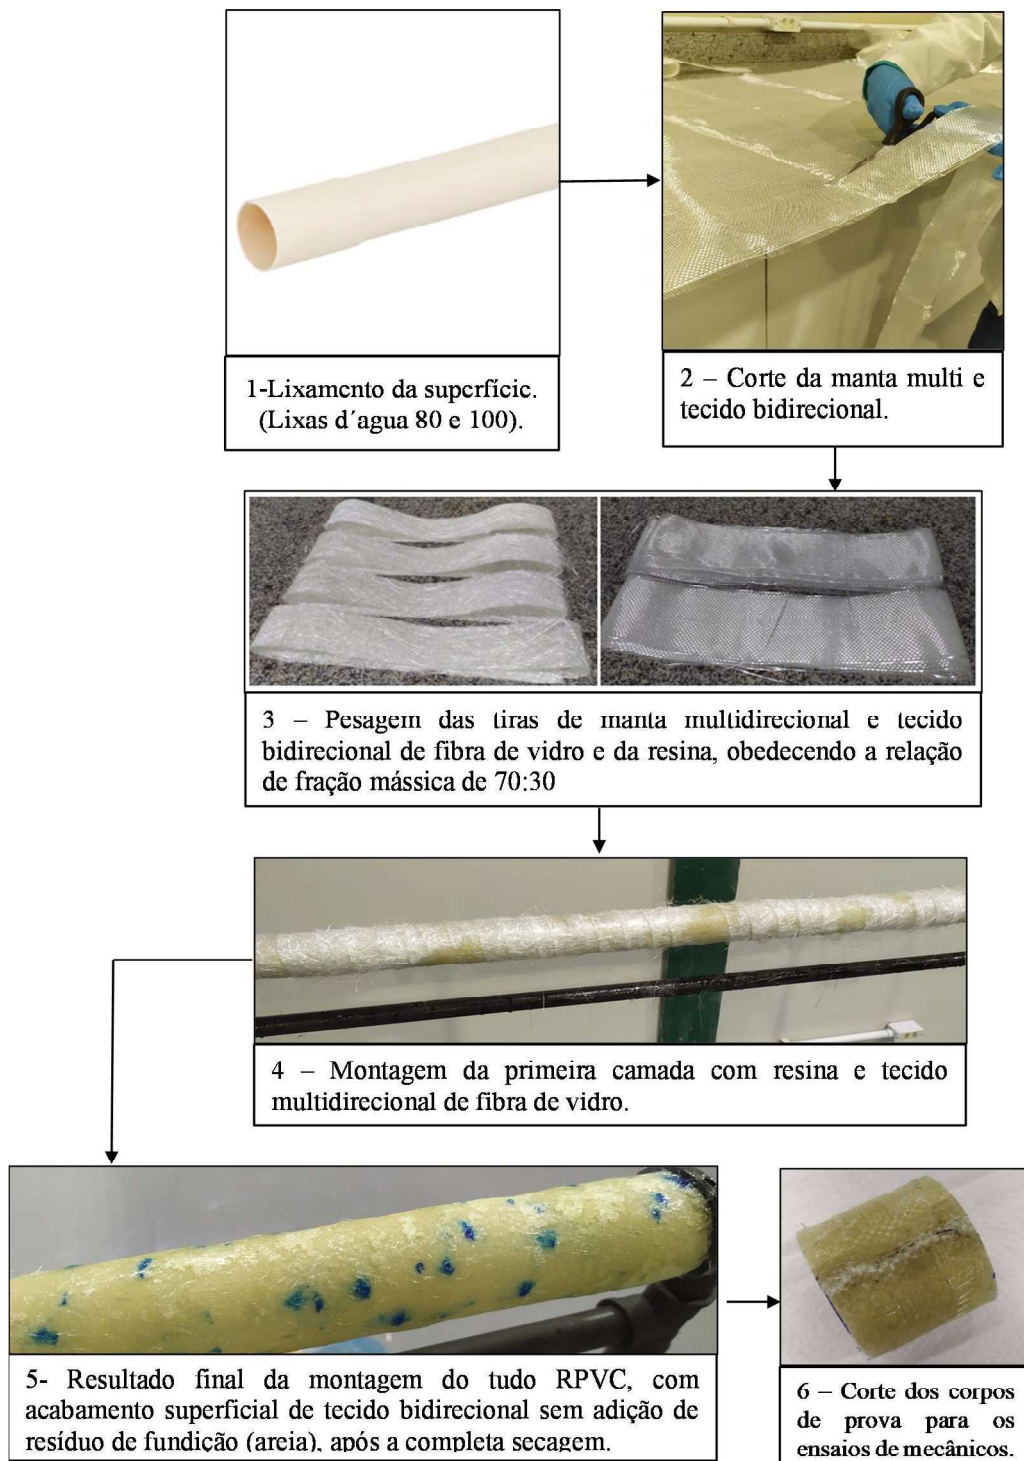 1-Lixamento da superfície.
(Lixas d´agua 80 e 100).
2 – Corte da manta multi e
tecido bidirecional.
3 – Pesagem das tiras de manta multidirecional e tecido
bidirecional de fibra de vidro e da resina, obedecendo a relação
de fração mássica de 70:30
4 – Montagem da primeira camada com resina e tecido
multidirecional de fibra de vidro.
5- Resultado final da montagem do tudo RPVC, com
acabamento superficial de tecido bidirecional sem adição de
resíduo de fundição (areia), após a completa secagem.
6 – Corte dos corpos
de prova para os
ensaios de mecânicos.